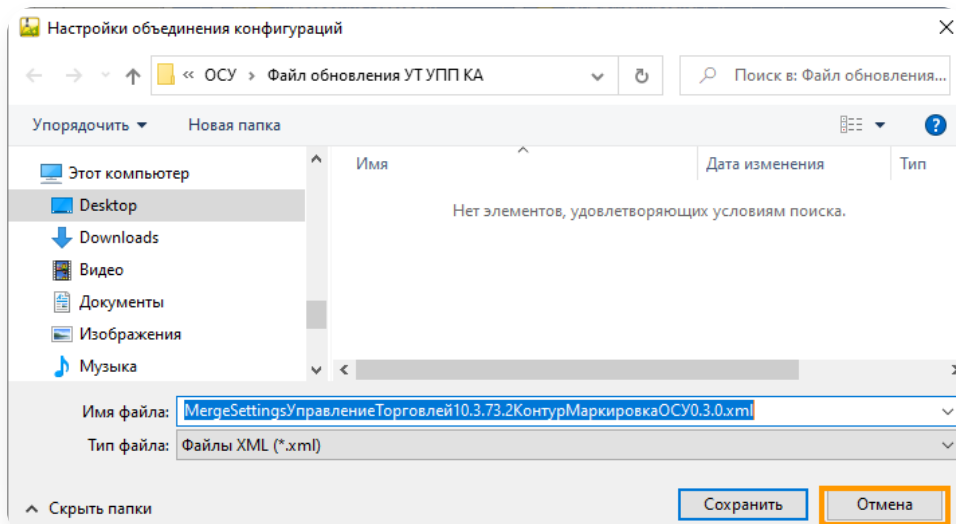 Настройки объединения конфигураций
« ОСУ › Файл обновления УТ УПП КА
Поиск в: Файл обновления...
Упорядочить
Новая папка
?
Имя
Дата изменения
Тип
Этот компьютер
Нет элементов, удовлетворяющих условиям поиска.
Desktop
Downloads
Видео
Документы
Изображения
Музыка
Имя файла: MergeSettingsУправлениеТорговлей10.3.73.2КонтурМаркировкаОСУ0.3.0.xml
Тип файла: Файлы XML (*.xml)
Скрыть папки
Сохранить
Отмена